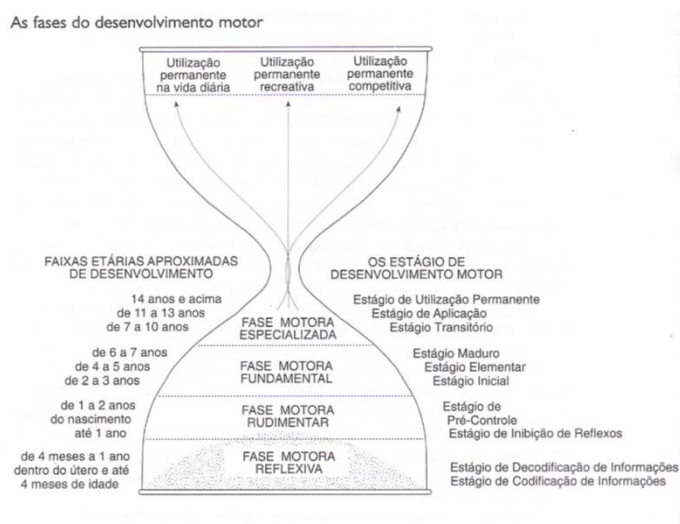 As fases do desenvolvimento motor
Utilização
permanente
na vida diária
Utilização
permanente
recreativa
Utilização
permanente
competitiva
FAIXAS ETÁRIAS APROXIMADAS
DE DESENVOLVIMENTO
OS ESTÁGIO DE
DESENVOLVIMENTO MOTOR
14 anos e acima
de 11 a 13 anos
de 7 a 10 anos
FASE MOTORA
ESPECIALIZADA
Estágio de Utilização Permanente
Estágio de Aplicação
Estágio Transitório
de 6 a 7 anos
de 4 a 5 anos
de 2 a 3 anos
FASE MOTORA
FUNDAMENTAL
Estágio Maduro
Estágio Elementar
Estágio Inicial
de 1 a 2 anos
do nascimento
até 1 ano
FASE MOTORA
RUDIMENTAR
Estágio de
Pré-Controle
Estágio de Inibição de Reflexos
de 4 meses a 1 ano
dentro do útero e até
4 meses de idade
FASE MOTORA
REFLEXIVA
Estágio de Decodificação de Informações
Estágio de Codificação de Informações